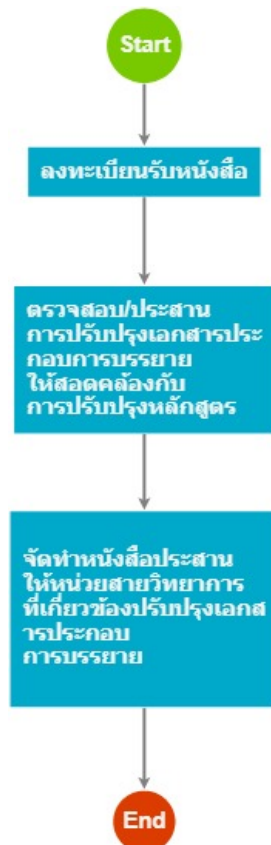 Start
ลงทะเบียนรับหนังสือ
ตรวจสอบ/ประสาน
การปรับปรุงเอกสารประ
กอบการบรรยาย
ให้สอดคล้องกับ
การปรับปรุงหลักสูตร
จัดทำหนังสือประสาน
ให้หน่วยสายวิทยาการ
ที่เกี่ยวข้องปรับปรุงเอกส
ารประกอบ
การบรรยาย
End